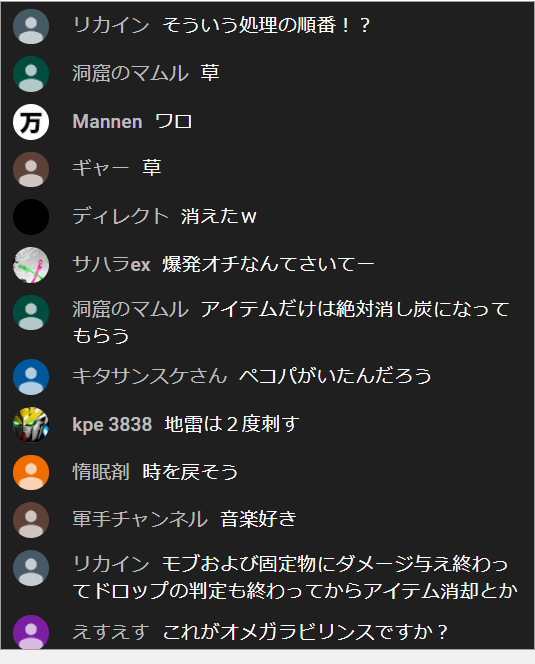 リカイン そういう処理の順番！？
洞窟のマムル 草
万 Mannen ワロ
ギャー 草
ディレクト 消えたｗ
サハラex 爆発オチなんてさいてー
洞窟のマムル アイテムだけは絶対消し炭になって
もらう
キタサンスケさん ペコパがいたんだろう
kpe 3838 地雷は２度刺す
惰眠剤 時を戻そう
軍手チャンネル 音楽好き
リカイン モブおよび固定物にダメージ与え終わっ
てドロップの判定も終わってからアイテム消却とか
えすえす これがオメガラビリンスですか？